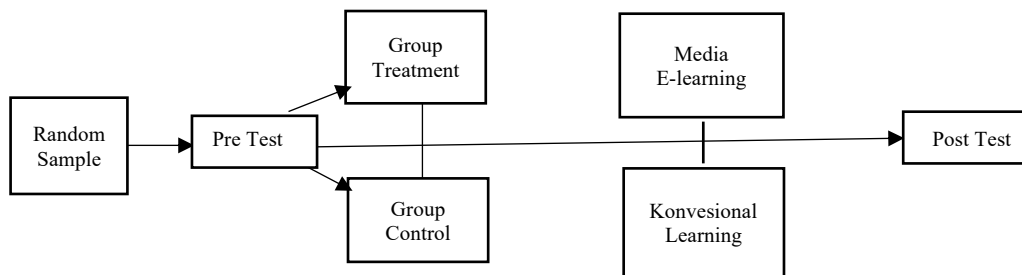 Random
Sample
Pre Test
Group
Treatment
Group
Control
Media
E-learning
Konvesional
Learning
Post Test